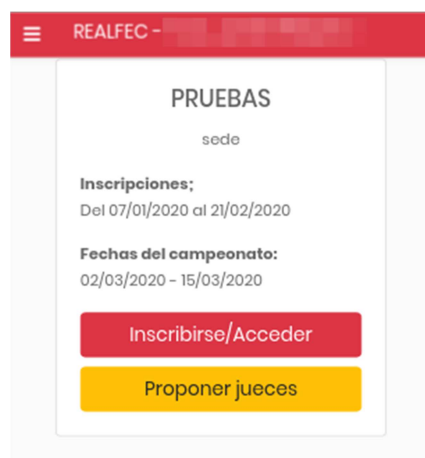 REALFEC -
PRUEBAS
sede
Inscripciones;
Del 07/01/2020 al 21/02/2020
Fechas del campeonato:
02/03/2020 - 15/03/2020
Inscribirse/Acceder
Proponer jueces